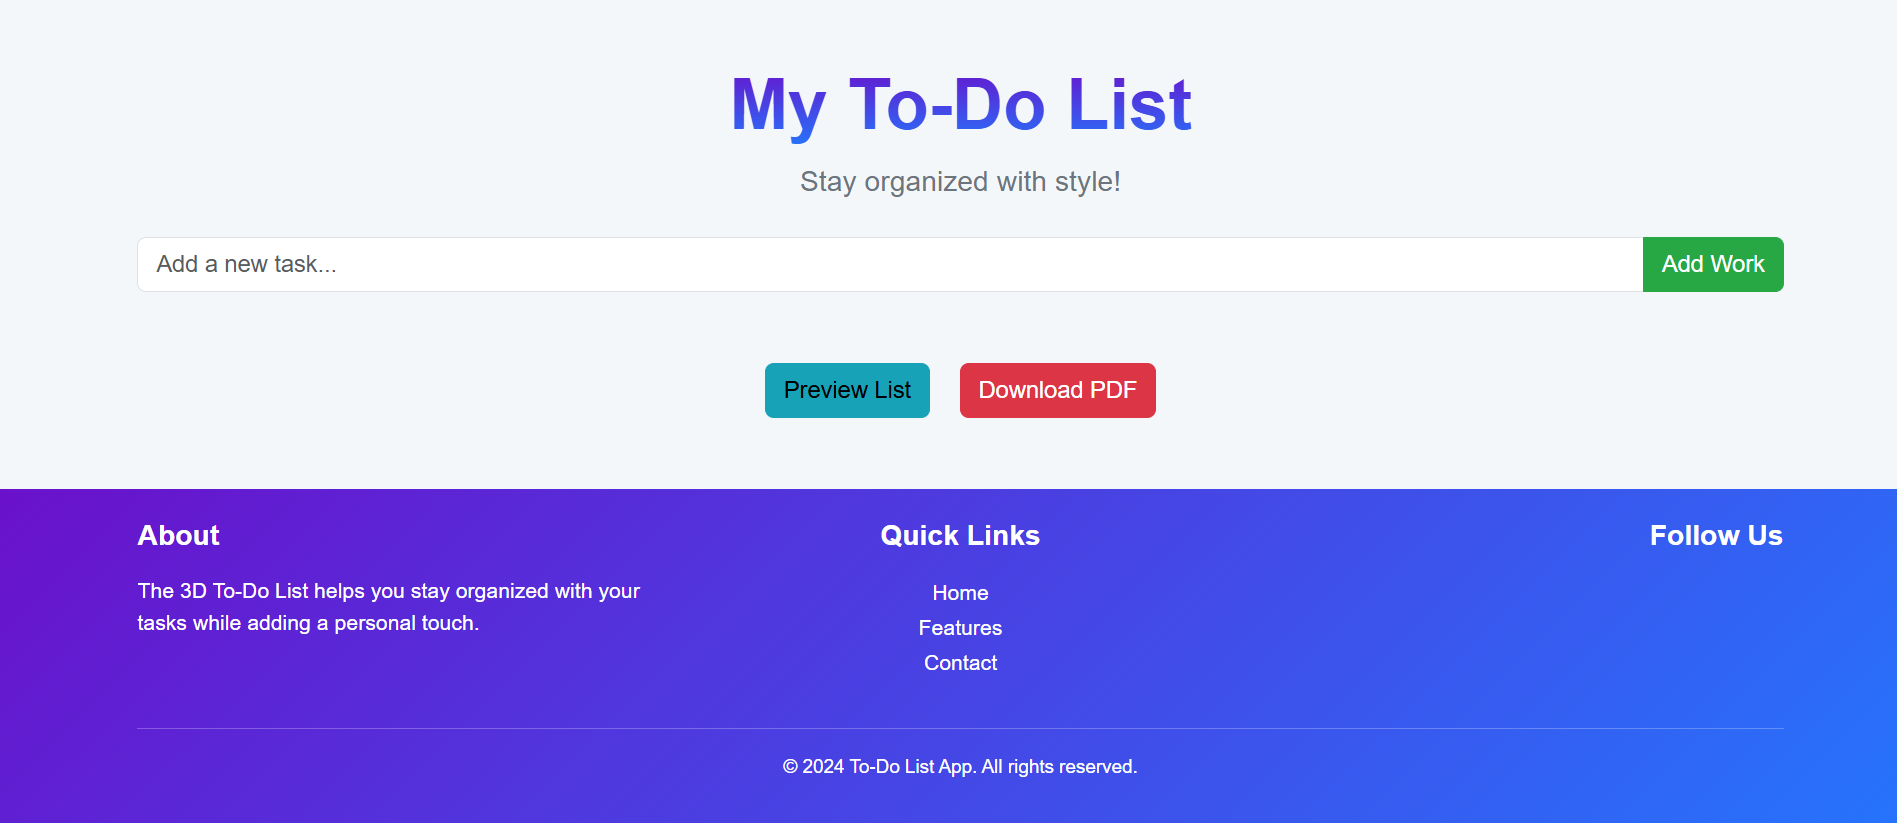 My To-Do List
Stay organized with style!
Add a new task...
Add Work
Preview List
Download PDF
About
The 3D To-Do List helps you stay organized with your
tasks while adding a personal touch.
Quick Links
Home
Features
Contact
Follow Us
© 2024 To-Do List App. All rights reserved.